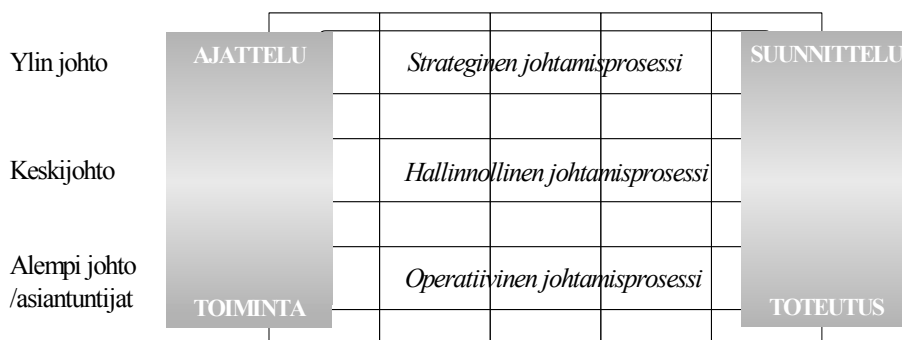 Ylin johto AJATTELU Strateginen johtamisprosessi SUUNNITTELU
Keskijohto Hallinnollinen johtamisprosessi
Alempi johto
/asiantuntijat Operatiivinen johtamisprosessi
TOIMINTA TOTEUTUS